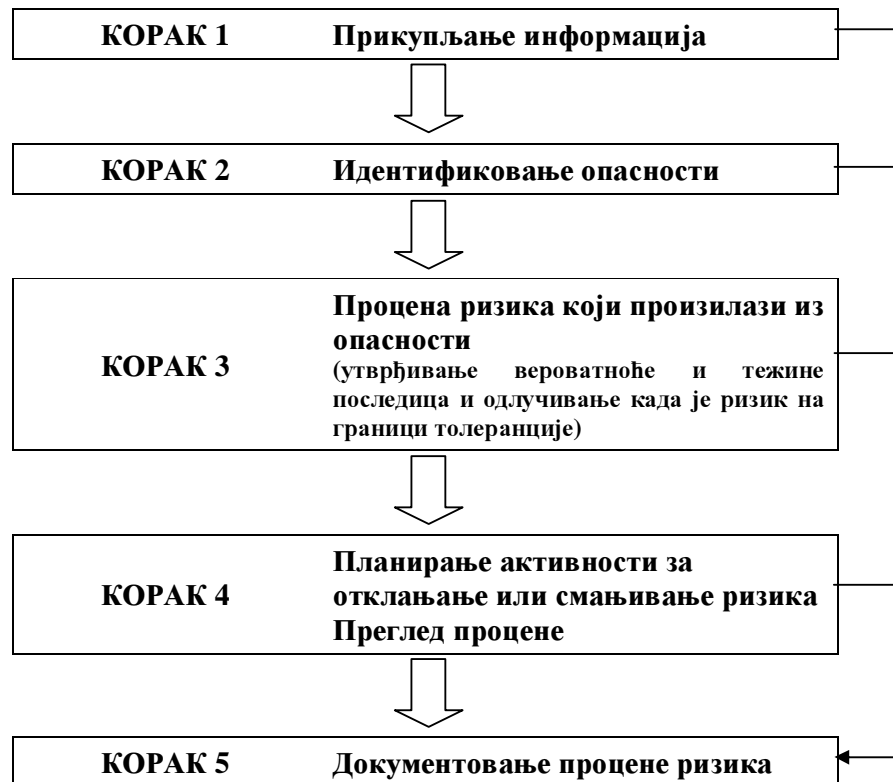 КОРАК 1 Прикупљање информација
КОРАК 2 Идентификовање опасности
Процена ризика који произилази из
опасности
КОРАК 3
(утврђивање вероватноће и тежине
последица и одлучивање када је ризик на
граници толеранције)
Планирање активности за
КОРАК 4 отклањање или смањивање ризика
Преглед процене
КОРАК 5 Документовање процене ризика